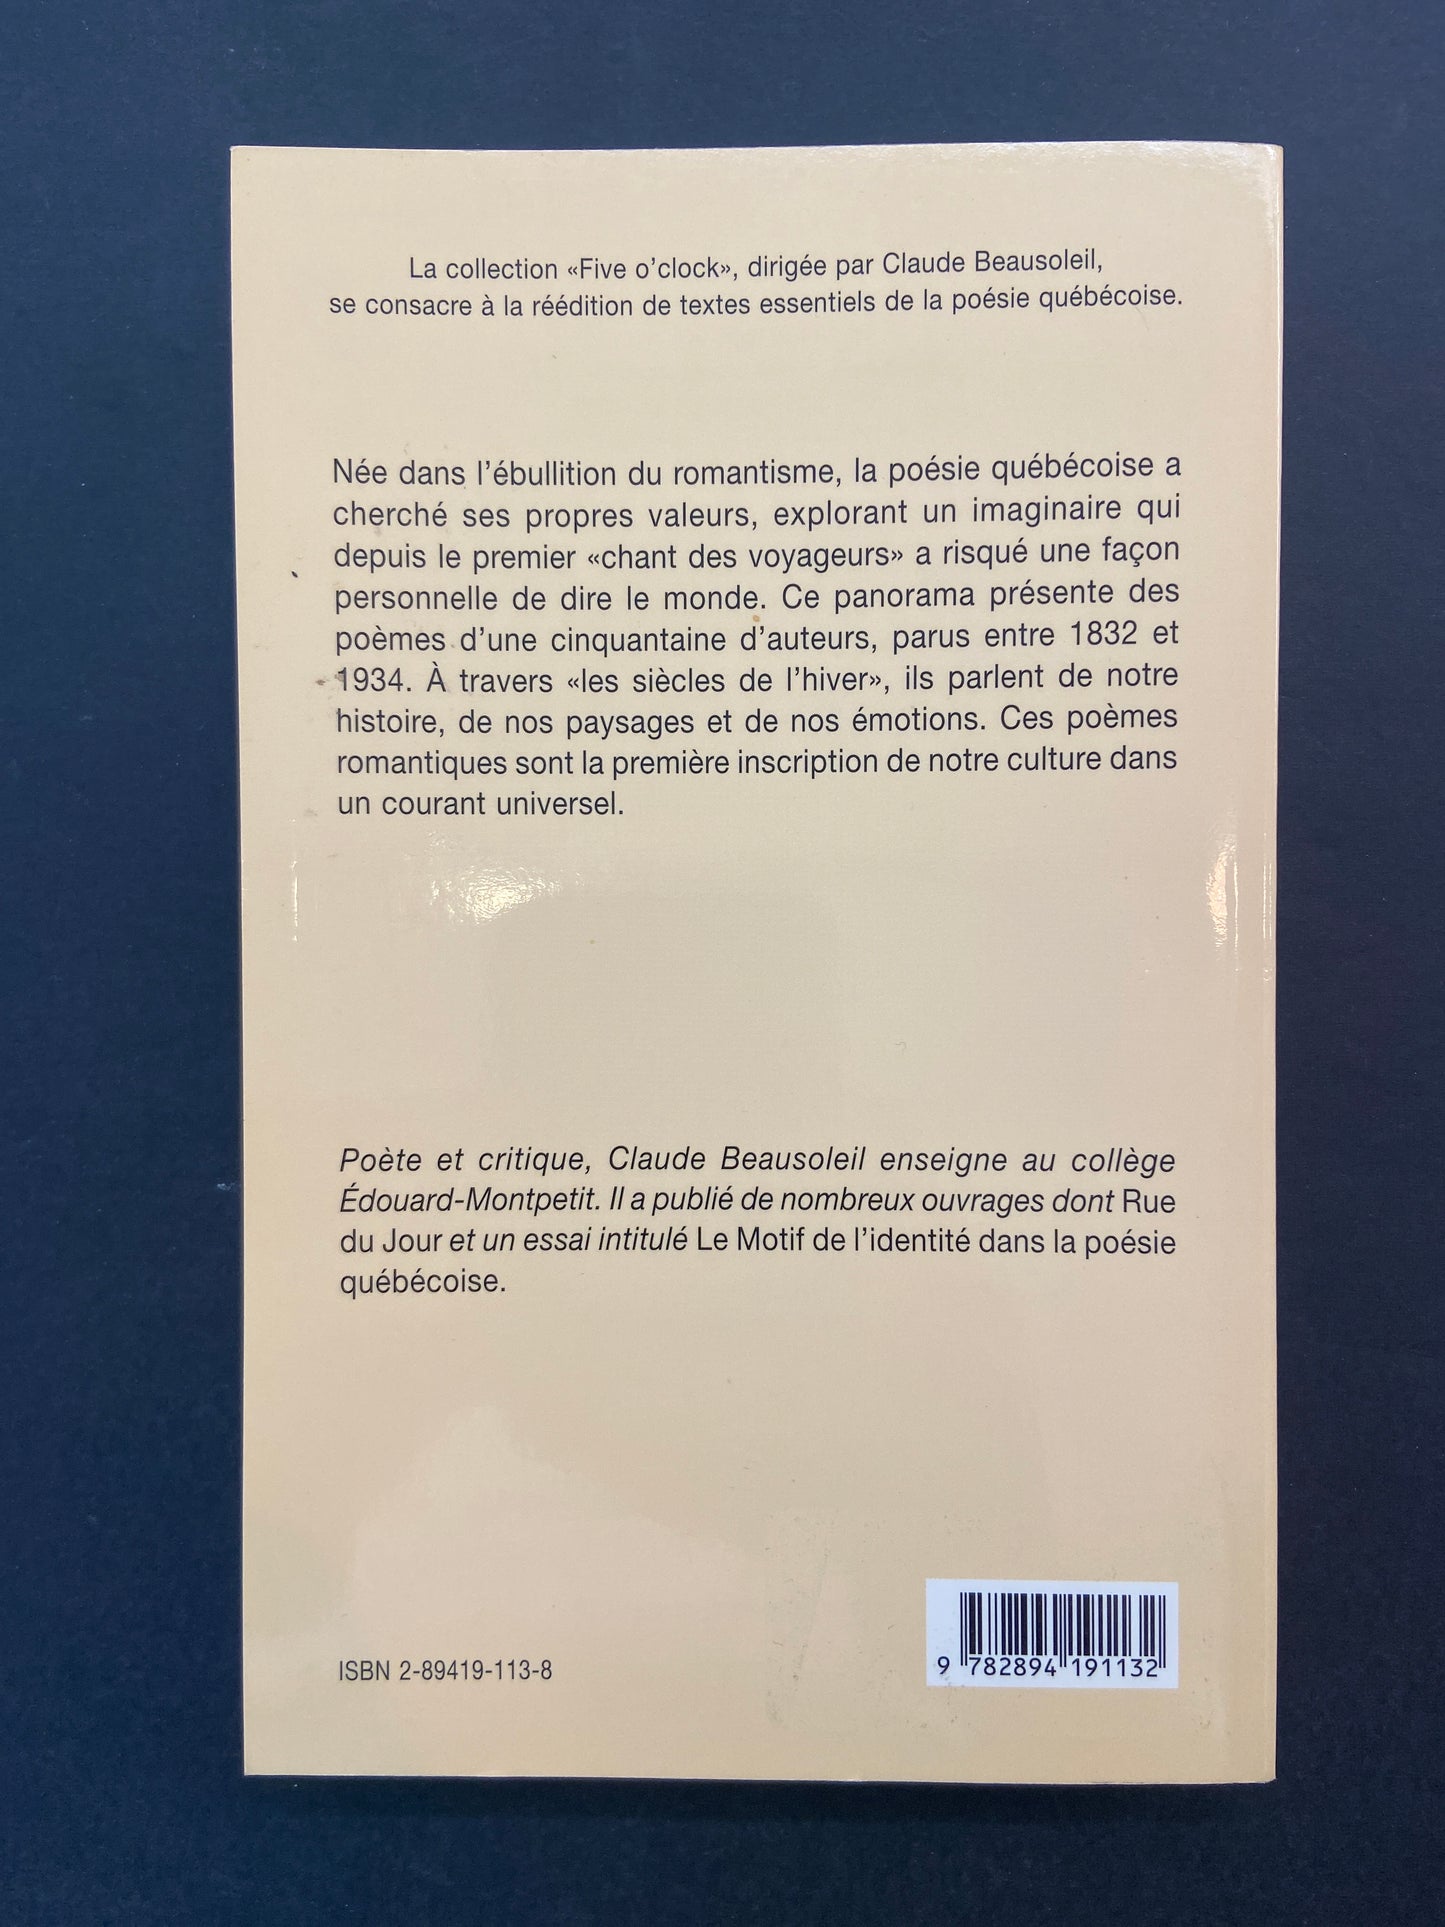 La collection «Five o'clock», dirigée par Claude Beausoleil,
se consacre à la réédition de textes essentiels de la poésie québécoise.
Née dans l'ébullition du romantisme, la poésie québécoise a
cherché ses propres valeurs, explorant un imaginaire qui
depuis le premier «chant des voyageurs» a risqué une façon
personnelle de dire le monde. Ce panorama présente des
poèmes d'une cinquantaine d'auteurs, parus entre 1832 et
1934. À travers «les siècles de l'hiver», ils parlent de notre
histoire, de nos paysages et de nos émotions. Ces poèmes
romantiques sont la première inscription de notre culture dans
un courant universel.
Poète et critique, Claude Beausoleil enseigne au collège
Édouard-Montpetit. Il a publié de nombreux ouvrages dont Rue
du Jour et un essai intitulé Le Motif de l'identité dans la poésie
québécoise.
ISBN 2-89419-113-8
9 782894 191132